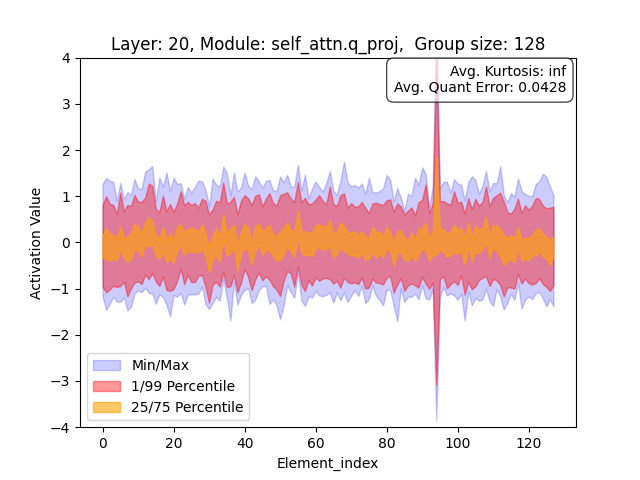 Layer: 20, Module: self_attn.q_proj,  Group size: 128
Avg. Kurtosis: inf
Avg. Quant Error: 0.0428
Activation Value
4
3
2
1
0
−1
−2
−3
−4
Min/Max
1/99 Percentile
25/75 Percentile
0 20 40 60 80 100 120
Element_index